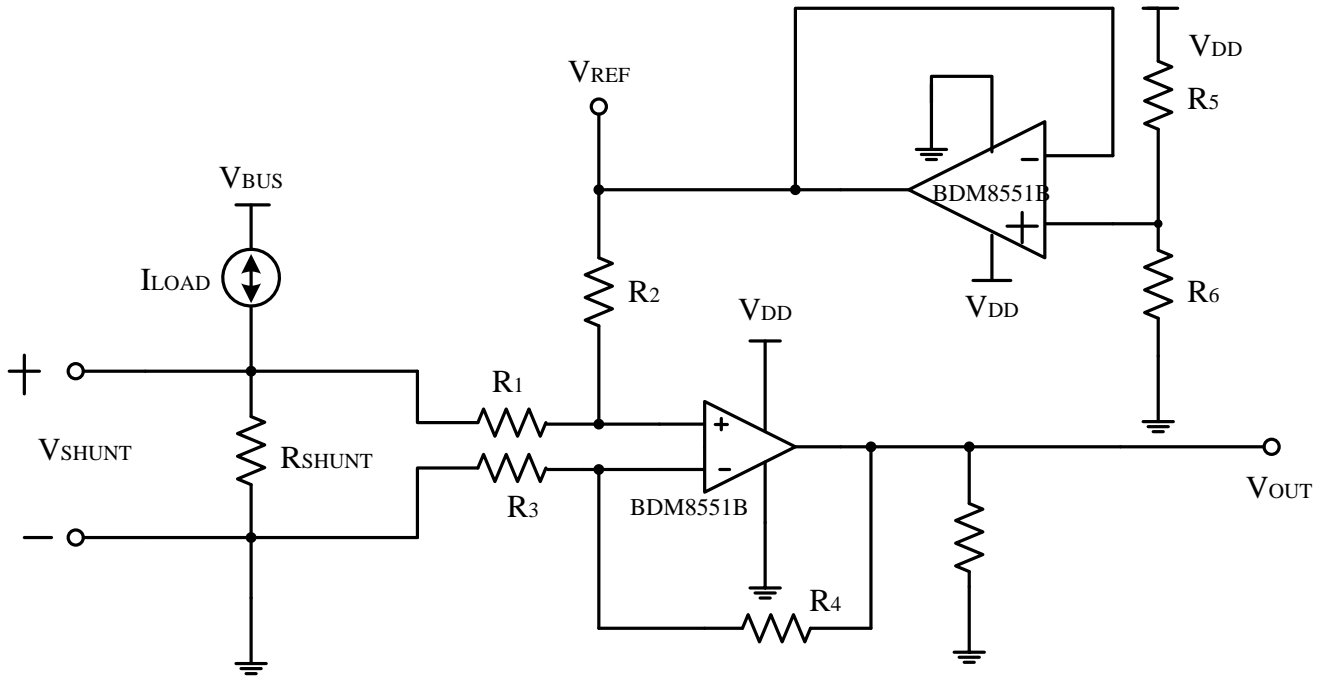 VDD
VREF
R5
-
BDM8551B
+
VBUS
ILOAD
R2
VDD
R6
VDD
+
R1
VSHUNT
RSHUNT
+
-
R3
BDM8551B
VOUT
-
R4